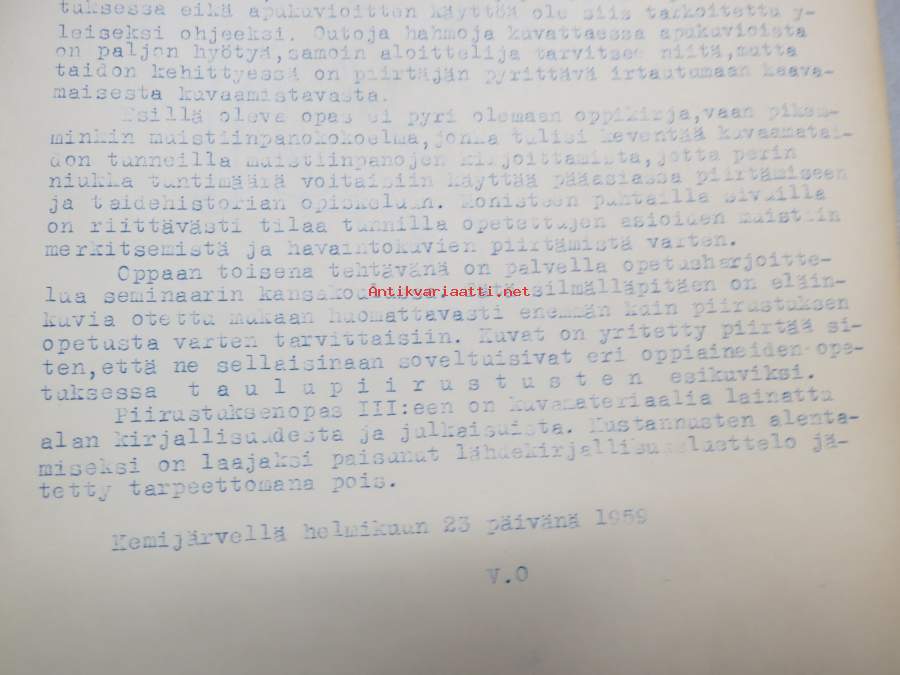 tuksessa eikä apukuvioitten käyttöä ole siis tarkoitettu y-
leiseksi ohjeeksi. Outoja hahmoja kuvattaessa apukuvioista
on paljon hyötyä,samoin aloittelija tarvitsee niitä,mutta
taidon kehittyessä on piirtäjän pyrittävä irtautumaan kaava-
maisesta kuvaamistavasta.
Esillä oleva opas ei pyri olemaan oppikirja,vaan pikem-
minkin muistiinpanokokoelma,jonka tulisi keventää kuvaamatai-
don tunneilla muistiinpanojen kirjoittamista,jotta perin
niukka tuntimäärä voitaisiin käyttää pääasiassa piirtämiseen
ja taidehistorian opiskeluun. Monisteen puhtailla sivuilla
on riittävästi tilaa tunnilla opetettujen asioiden muistiin
merkitsemistä ja havaintokuvien piirtämistä varten.
Oppaan toisena tehtävänä on palvella opetusharjoitte-
lua seminaarin kansakoulussa. Tätä silmälläpitäen on eläin-
Antikvariaatti.net
kuvia otettu mukaan huomattavasti enemmän kuin piirustuksen
opetusta varten tarvittaisiin. Kuvat on yritetty piirtää si-
ten,että ne sellaisinaan soveltuisivat eri oppiaineiden ope-
tuksessa t a u l u p i i r u s t u s t e n esikuviksi.
Piirustuksenopas III:een on kuvamateriaalia lainattu
alan kirjallisuudesta ja julkaisuista. Kustannusten alenta-
miseksi on laajaksi paisunut lähdekirjallisuusluettelo jä-
tetty tarpeettomana pois.
Kemijärvellä helmikuun 23 päivänä 1959
V.O